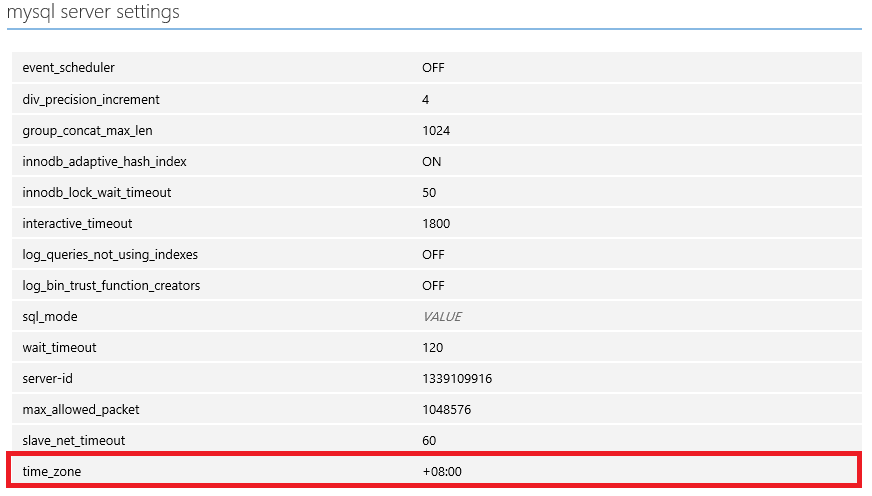 mysql server settings
event_scheduler OFF
div_precision_increment 4
group_concat_max_len 1024
innodb_adaptive_hash_index ON
innodb_lock_wait_timeout 50
interactive_timeout 1800
log_queries_not_using_indexes OFF
log_bin_trust_function_creators OFF
sql_mode VALUE
wait_timeout 120
server-id 1339109916
max_allowed_packet 1048576
slave_net_timeout 60
time_zone +08:00